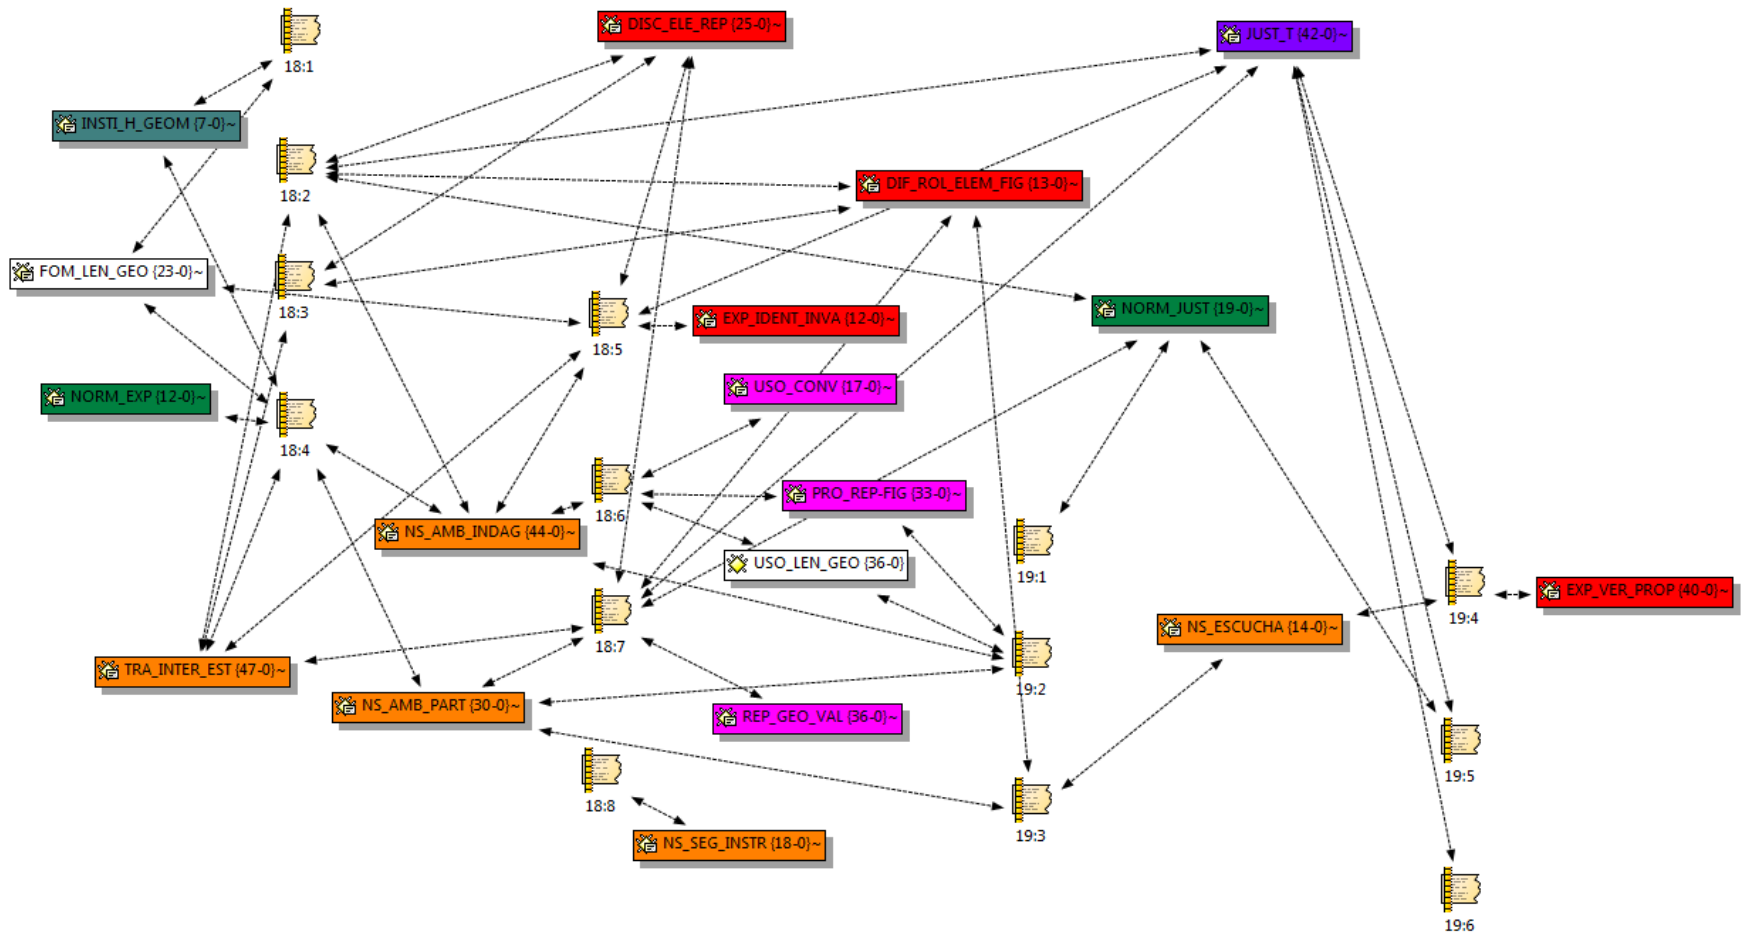 DISC_ELE_REP {25-0}~
JUST_T {42-0}~
18:1
INSTI_H_GEOM {7-0}~
18:2
DIF_ROL_ELEM_FIG {13-0}~
FOM_LEN_GEO {23-0}~
18:3
NORM_JUST {19-0}~
EXP_IDENT_INVA {12-0}~
18:5
USO_CONV {17-0}~
NORM_EXP {12-0}~
18:4
PRO_REP-FIG {33-0}~
18:6
NS_AMB_INDAG {44-0}~
USO_LEN_GEO {36-0}
19:1
EXP_VER_PROP {40-0}~
19:4
NS_ESCUCHA {14-0}~
18:7
TRA_INTER_EST {47-0}~
19:2
NS_AMB_PART {30-0}~
REP_GEO_VAL {36-0}~
19:5
18:8
19:3
NS_SEG_INSTR {18-0}~
19:6